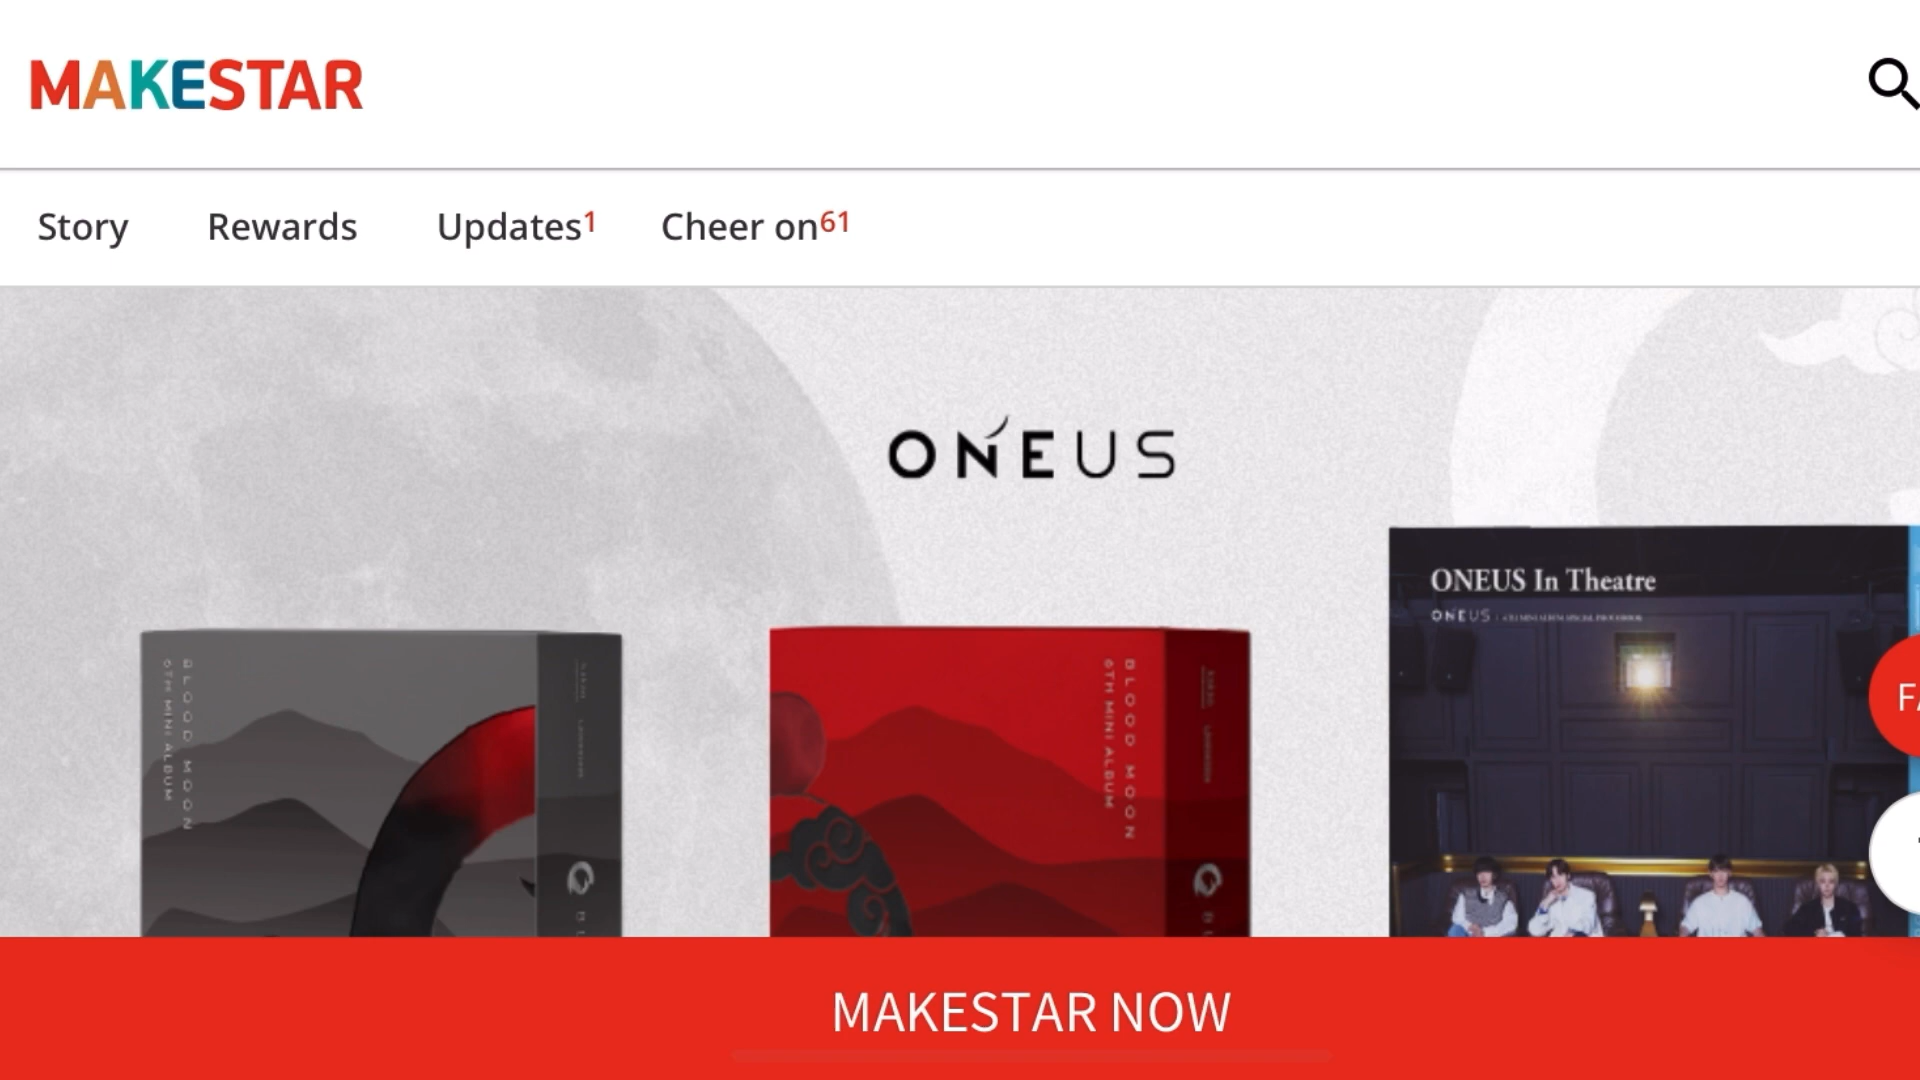 MAKESTAR
Story Rewards Updates1 Cheer on61
ONEUS
ONEUS In Theatre
ONEUS
BLOOD MOON
6TH MINI ALBUM
BLOOD MOON
6TH MINI ALBUM
MAKESTAR NOW